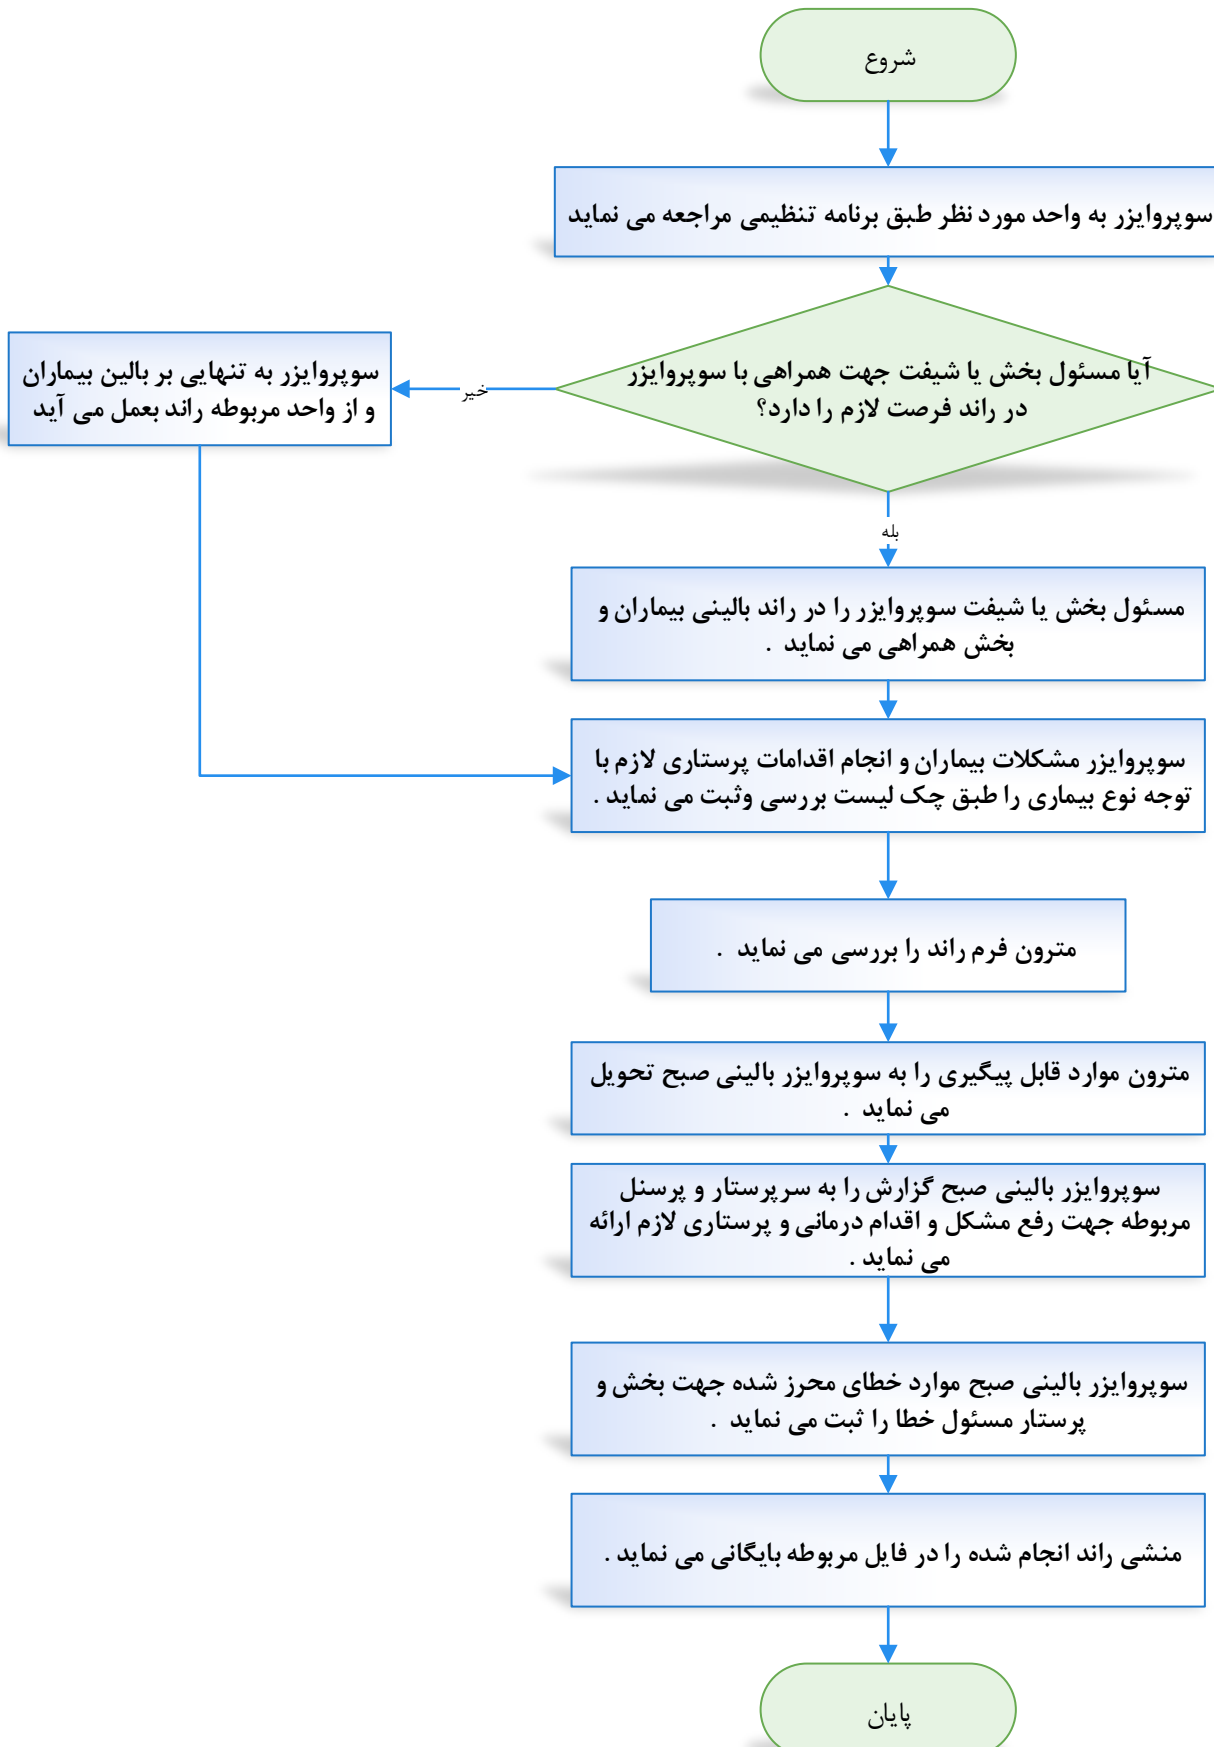 شروع
سوپروایزر به واحد مورد نظر طبق برنامه تنظیمی مراجعه می نماید
آیا مسئول بخش یا شیفت جهت همراهی با سوپروایزر
در راند فرصت لازم را دارد؟
خیر
سوپروایزر به تنهایی بر بالین بیماران
و از واحد مربوطه راند بعمل می آید
بله
مسئول بخش یا شیفت سوپروایزر را در راند بالینی بیماران و
بخش همراهی می نماید .
سوپروایزر مشکلات بیماران و انجام اقدامات پرستاری لازم با
توجه نوع بیماری را طبق چک لیست بررسی وثبت می نماید .
مترون فرم راند را بررسی می نماید .
مترون موارد قابل پیگیری را به سوپروایزر بالینی صبح تحویل
می نماید .
سوپروایزر بالینی صبح گزارش را به سرپرستار و پرسنل
مربوطه جهت رفع مشکل و اقدام درمانی و پرستاری لازم ارائه
می نماید .
سوپروایزر بالینی صبح موارد خطای محرز شده جهت بخش و
پرستار مسئول خطا را ثبت می نماید .
منشی راند انجام شده را در فایل مربوطه بایگانی می نماید .
پایان